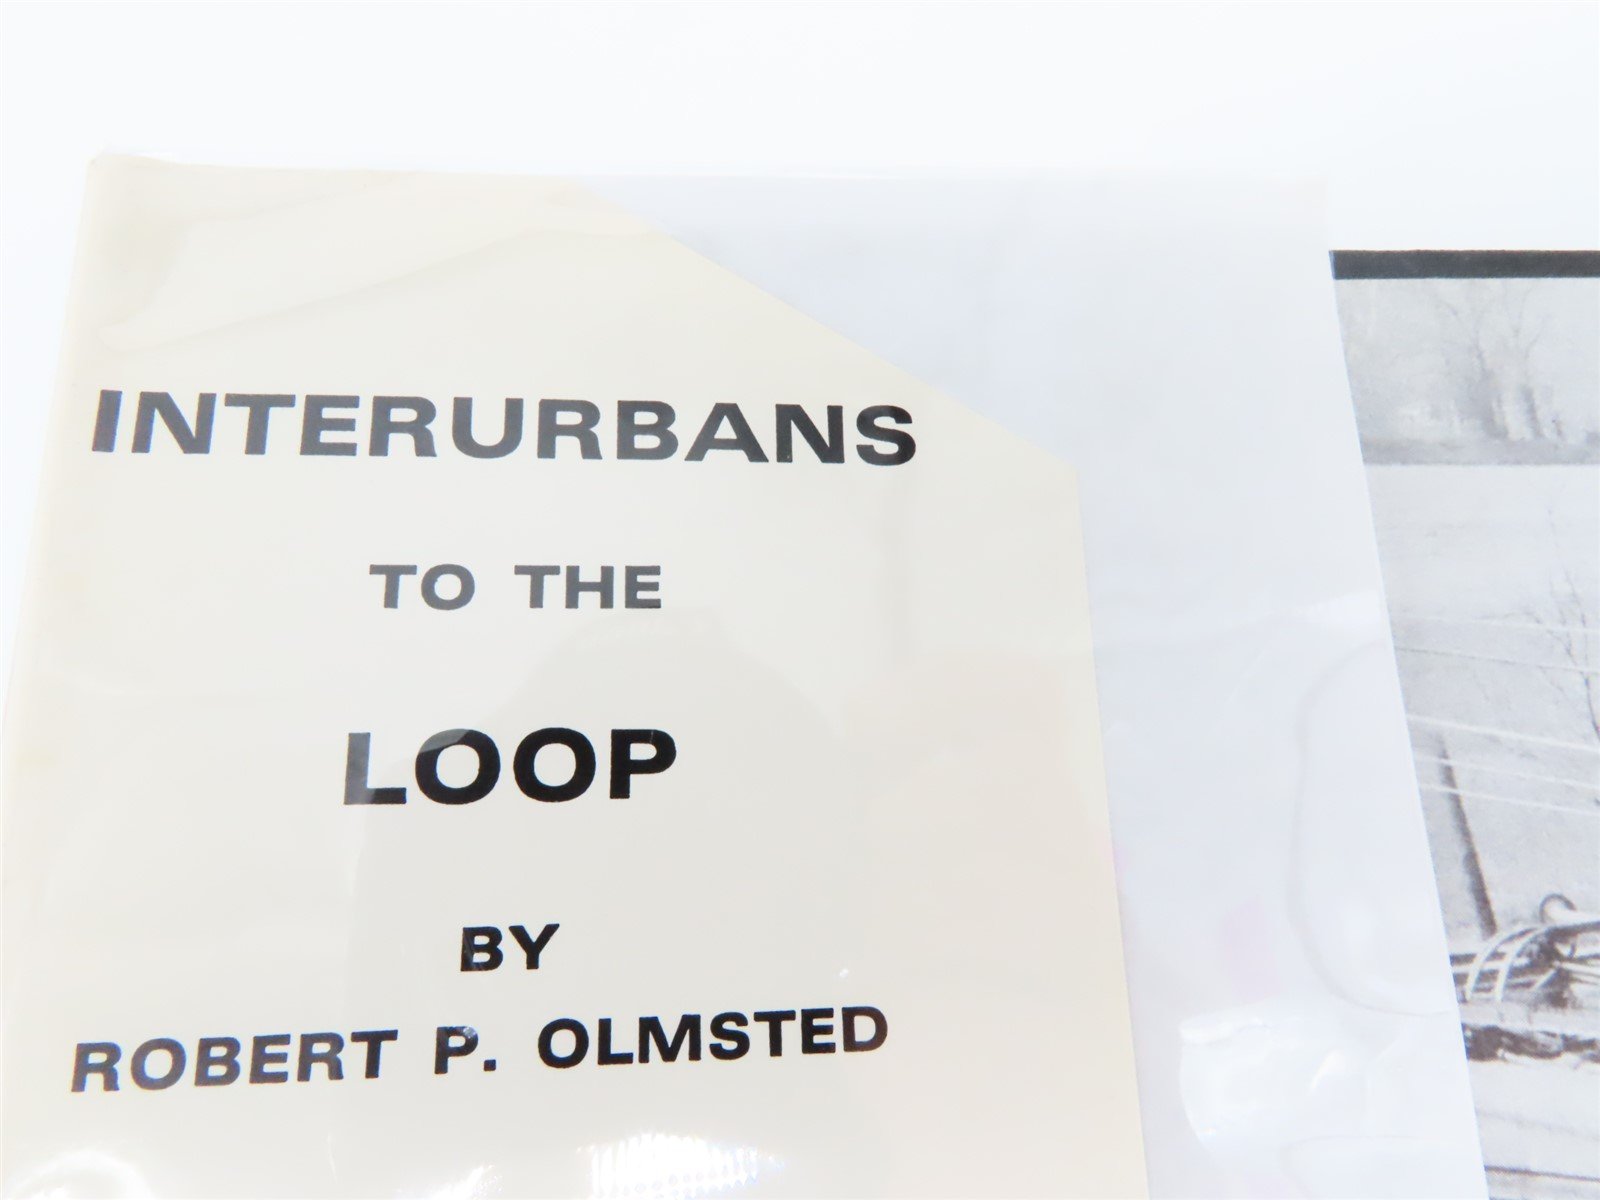 INTERURBANS
TO THE
LOOP
BY
ROBERT P. OLMSTED